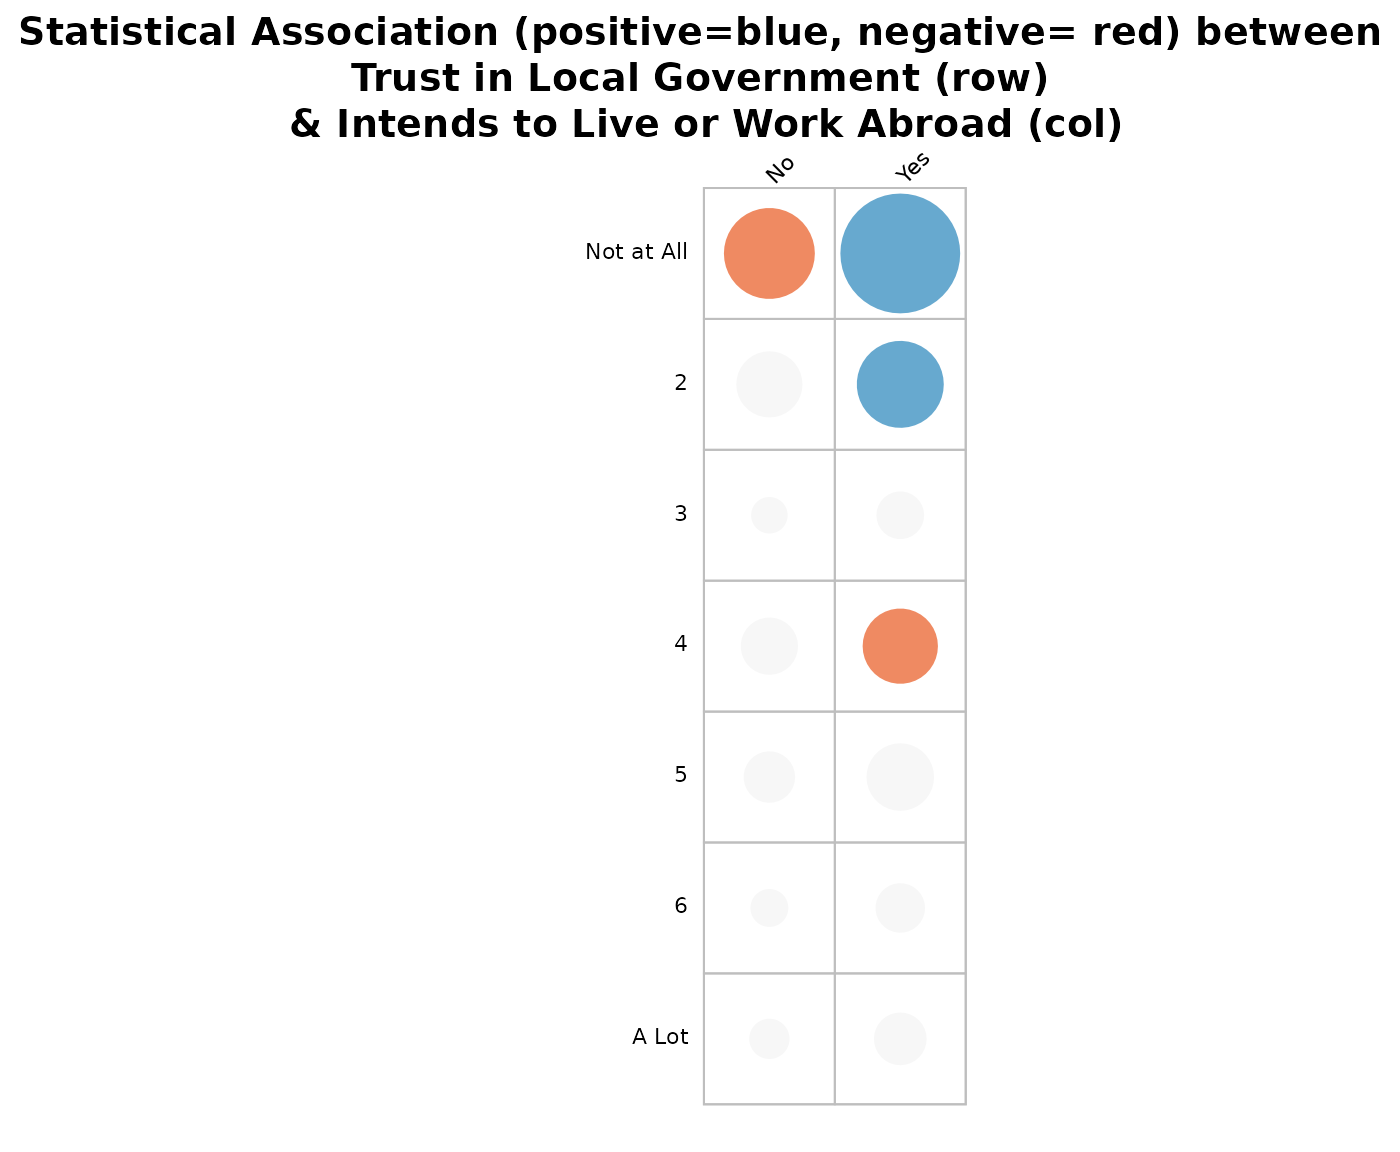 Statistical Association (positive=blue, negative= red) between
Trust in Local Government (row)
& Intends to Live or Work Abroad (col)
No
Yes
Not at All
2
3
4
5
6
A Lot